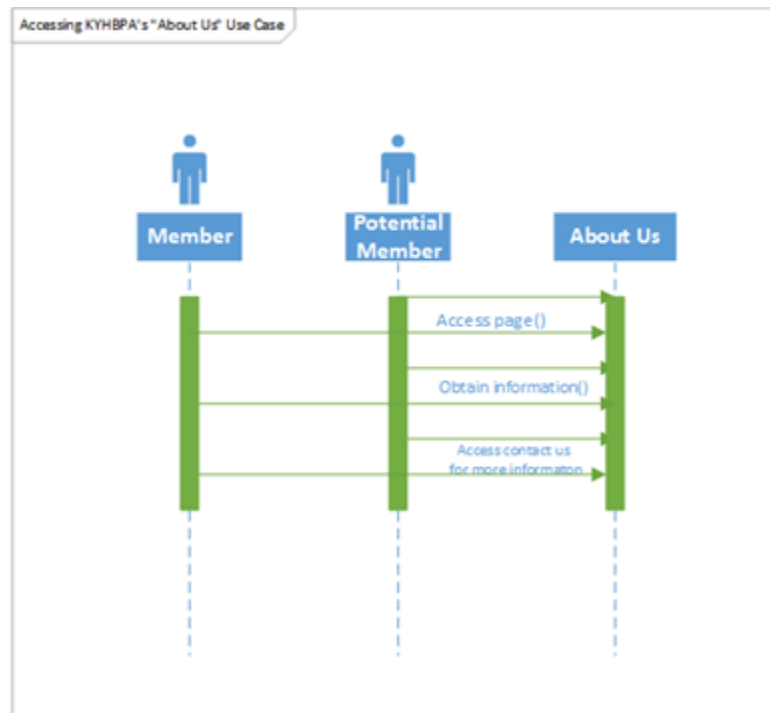 Accessing KYHBPA's "About Us" Use Case
Member
Potential
Member
About Us
Access page()
Obtain information()
Access contact us
for more informaton